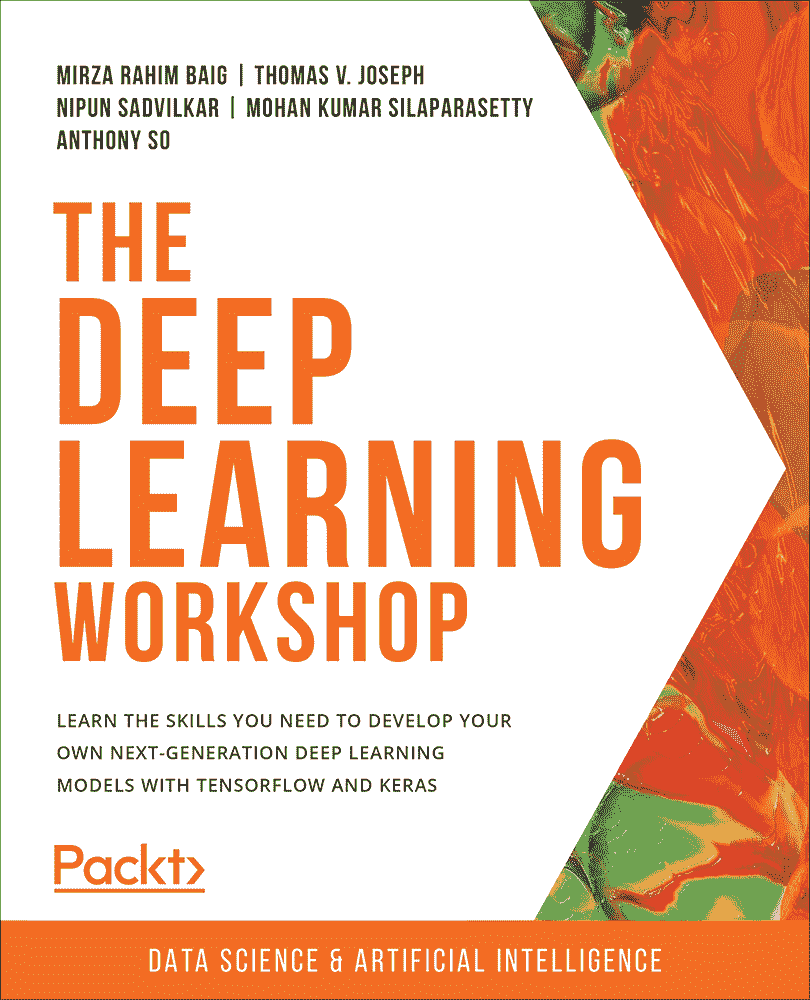 MIRZA RAHIM BAIG | THOMAS V. JOSEPH
NIPUN SADVILKAR | MOHAN KUMAR SILAPARASETTY
ANTHONY SO
THE
DEEP
LEARNING
WORKSHOP
LEARN THE SKILLS YOU NEED TO DEVELOP YOUR
OWN NEXT-GENERATION DEEP LEARNING
MODELS WITH TENSORFLOW AND KERAS
Packt>
DATA SCIENCE & ARTIFICIAL INTELLIGENCE